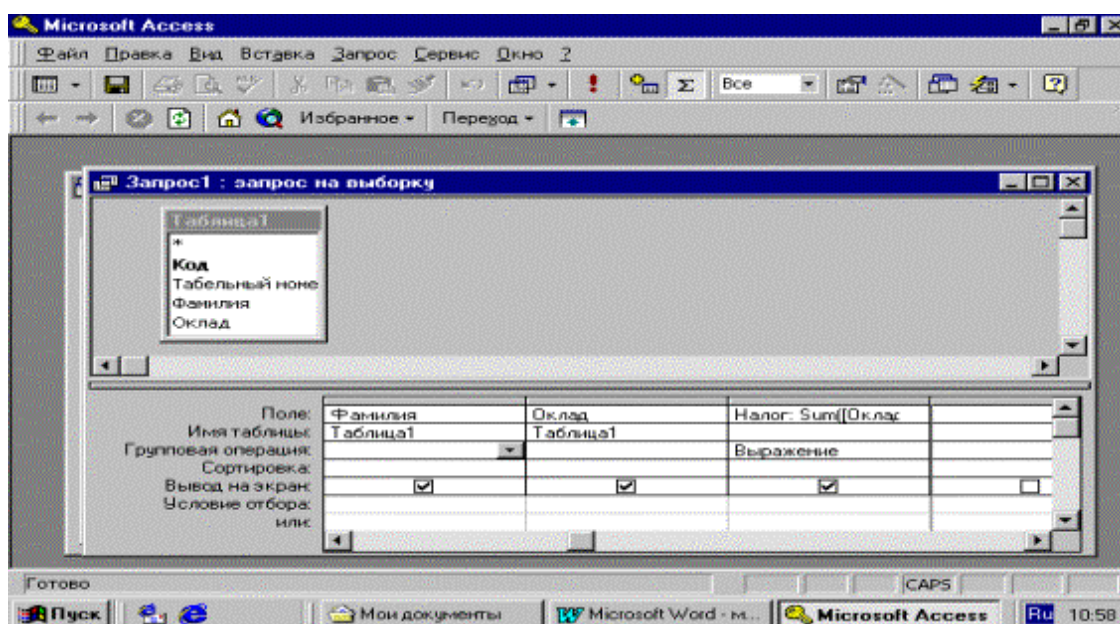 Microsoft Access
Файл Правка Вид Вставка Запрос Сервис Окно ?
Σ Все
Избранное Переход
Запрос1 : запрос на выборку
Таблица1
*
Код
Табельный номе
Фамилия
Оклад
Поле: Фамилия Оклад Налог: Sum([Оклад
Имя таблицы: Таблица1 Таблица1
Групповая операция: Выражение
Сортировка:
Вывод на экран:
Условие отбора:
или:
Готово CAPS
Пуск Мои документы Microsoft Word - м... Microsoft Access Ru 10:58